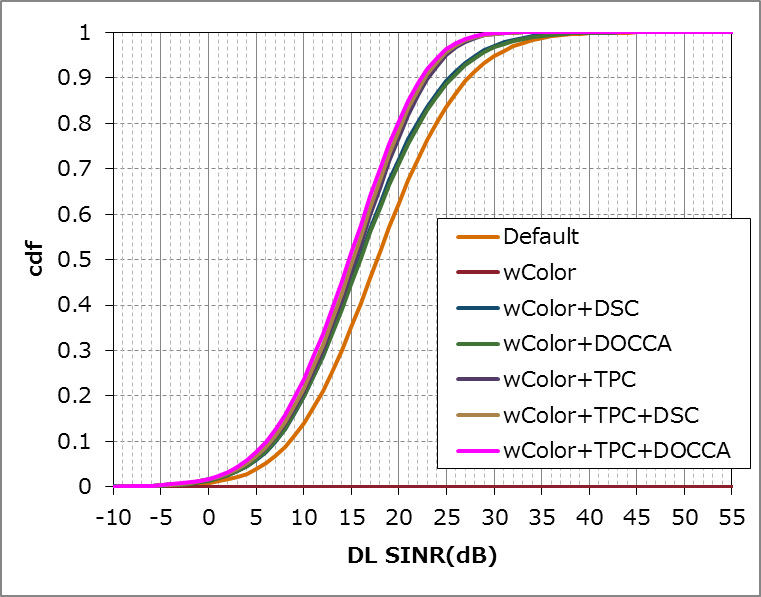 1
0.9
0.8
0.7
0.6
0.5
0.4
0.3
0.2
0.1
0
cdf
-10 -5 0 5 10 15 20 25 30 35 40 45 50 55
DL SINR(dB)
Default
wColor
wColor+DSC
wColor+DOCCA
wColor+TPC
wColor+TPC+DSC
wColor+TPC+DOCCA